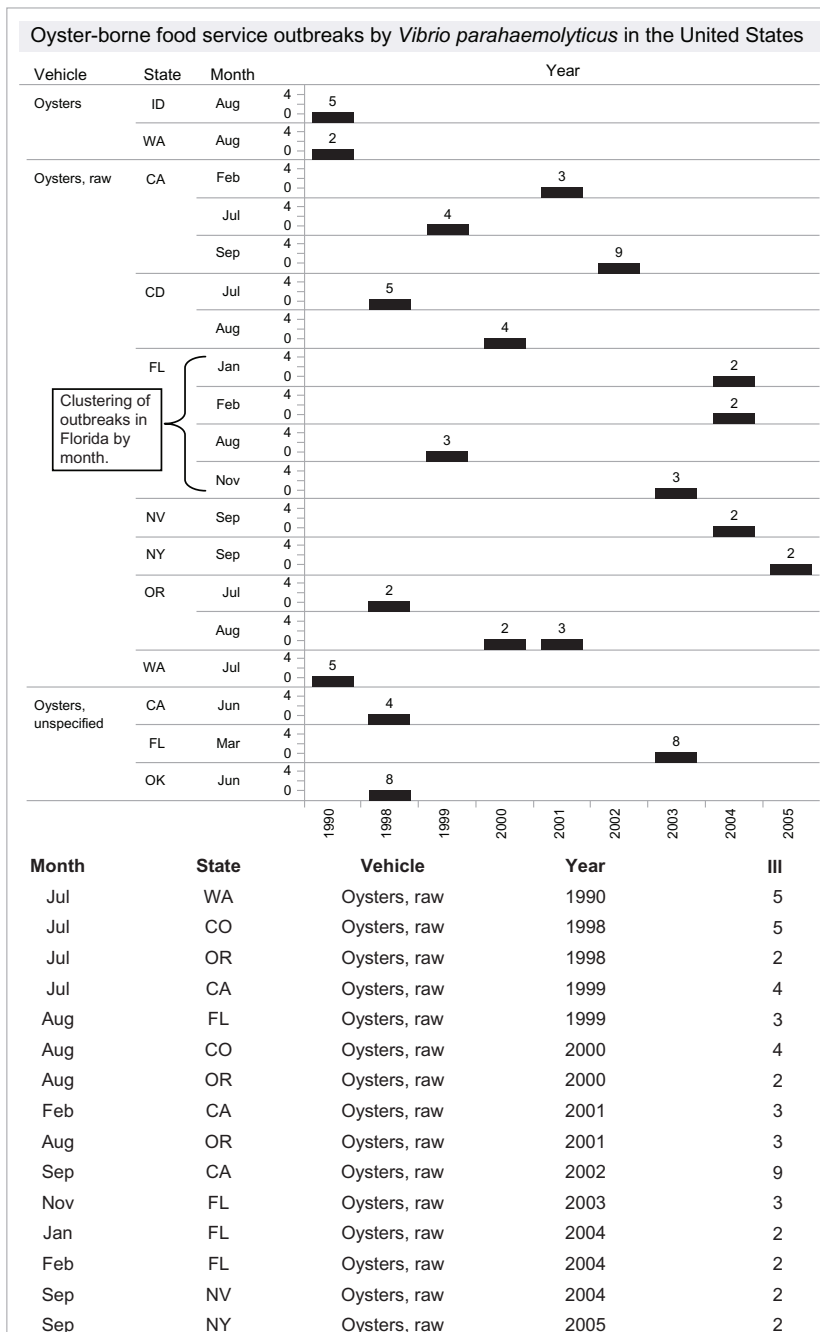 Oyster-borne food service outbreaks by Vibrio parahaemolyticus in the United States
Vehicle State Month Year
Oysters ID Aug 4 0 5
WA Aug 4 0 2
Oysters, raw CA Feb 4 0 3
Jul 4 0 4
Sep 4 0 9
CD Jul 4 0 5
Aug 4 0 4
FL Jan 4 0 2
Clustering of
outbreaks in
Florida by
month.
Feb 4 0 2
Aug 4 0 3
Nov 4 0 3
NV Sep 4 0 2
NY Sep 4 0 2
OR Jul 4 0 2
Aug 4 0 2 3
WA Jul 4 0 5
Oysters,
unspecified
CA Jun 4 0 4
FL Mar 4 0 8
OK Jun 4 0 8
1990 1998 1999 2000 2001 2002 2003 2004 2005
Month State Vehicle Year Ill
Jul WA Oysters, raw 1990 5
Jul CO Oysters, raw 1998 5
Jul OR Oysters, raw 1998 2
Jul CA Oysters, raw 1999 4
Aug FL Oysters, raw 1999 3
Aug CO Oysters, raw 2000 4
Aug OR Oysters, raw 2000 2
Feb CA Oysters, raw 2001 3
Aug OR Oysters, raw 2001 3
Sep CA Oysters, raw 2002 9
Nov FL Oysters, raw 2003 3
Jan FL Oysters, raw 2004 2
Feb FL Oysters, raw 2004 2
Sep NV Oysters, raw 2004 2
Sep NY Oysters, raw 2005 2